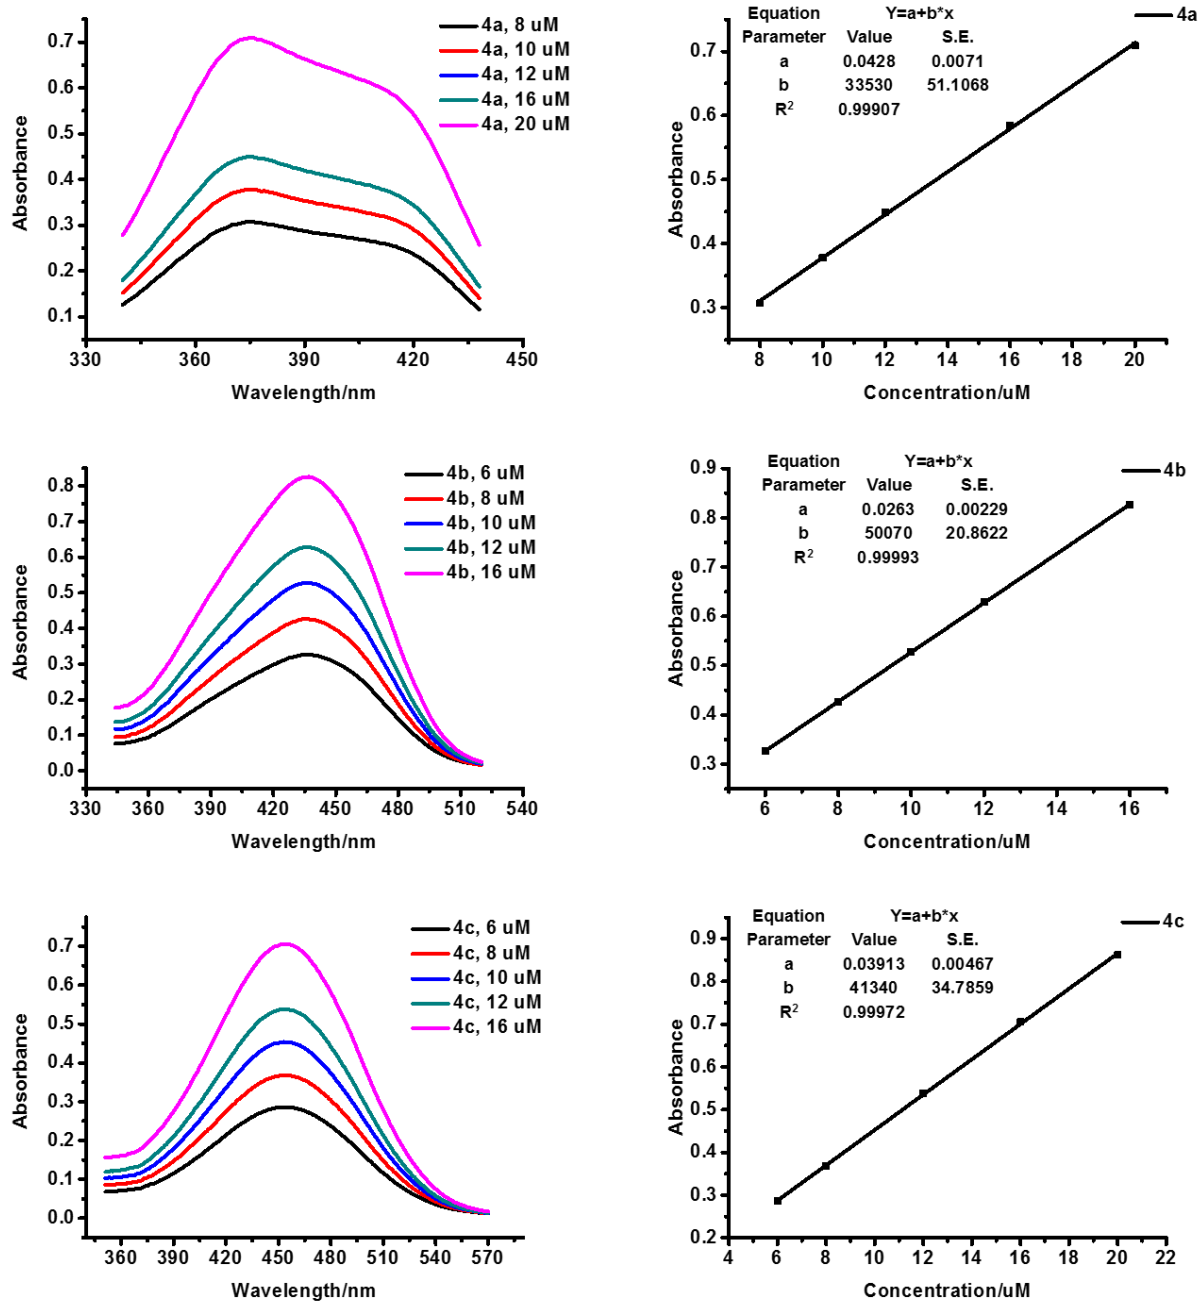 4a, 8 uM
4a, 10 uM
4a, 12 uM
4a, 16 uM
4a, 20 uM
0.7
0.6
0.5
0.4
0.3
0.2
0.1
330 360 390 420 450
Absorbance
Wavelength/nm
Equation Y=a+b*x
Parameter Value S.E.
a 0.0428 0.0071
b 33530 51.1068
R² 0.99907
4a
0.7
0.6
0.5
0.4
0.3
8 10 12 14 16 18 20
Absorbance
Concentration/uM
4b, 6 uM
4b, 8 uM
4b, 10 uM
4b, 12 uM
4b, 16 uM
0.8
0.7
0.6
0.5
0.4
0.3
0.2
0.1
0.0
330 360 390 420 450 480 510 540
Absorbance
Wavelength/nm
Equation Y=a+b*x
Parameter Value S.E.
a 0.0263 0.00229
b 50070 20.8622
R² 0.99993
4b
0.9
0.8
0.7
0.6
0.5
0.4
0.3
6 8 10 12 14 16
Absorbance
Concentration/uM
4c, 6 uM
4c, 8 uM
4c, 10 uM
4c, 12 uM
4c, 16 uM
0.7
0.6
0.5
0.4
0.3
0.2
0.1
0.0
360 390 420 450 480 510 540 570
Absorbance
Wavelength/nm
Equation Y=a+b*x
Parameter Value S.E.
a 0.03913 0.00467
b 41340 34.7859
R² 0.99972
4c
0.9
0.8
0.7
0.6
0.5
0.4
0.3
0.2
4 6 8 10 12 14 16 18 20 22
Absorbance
Concentration/uM